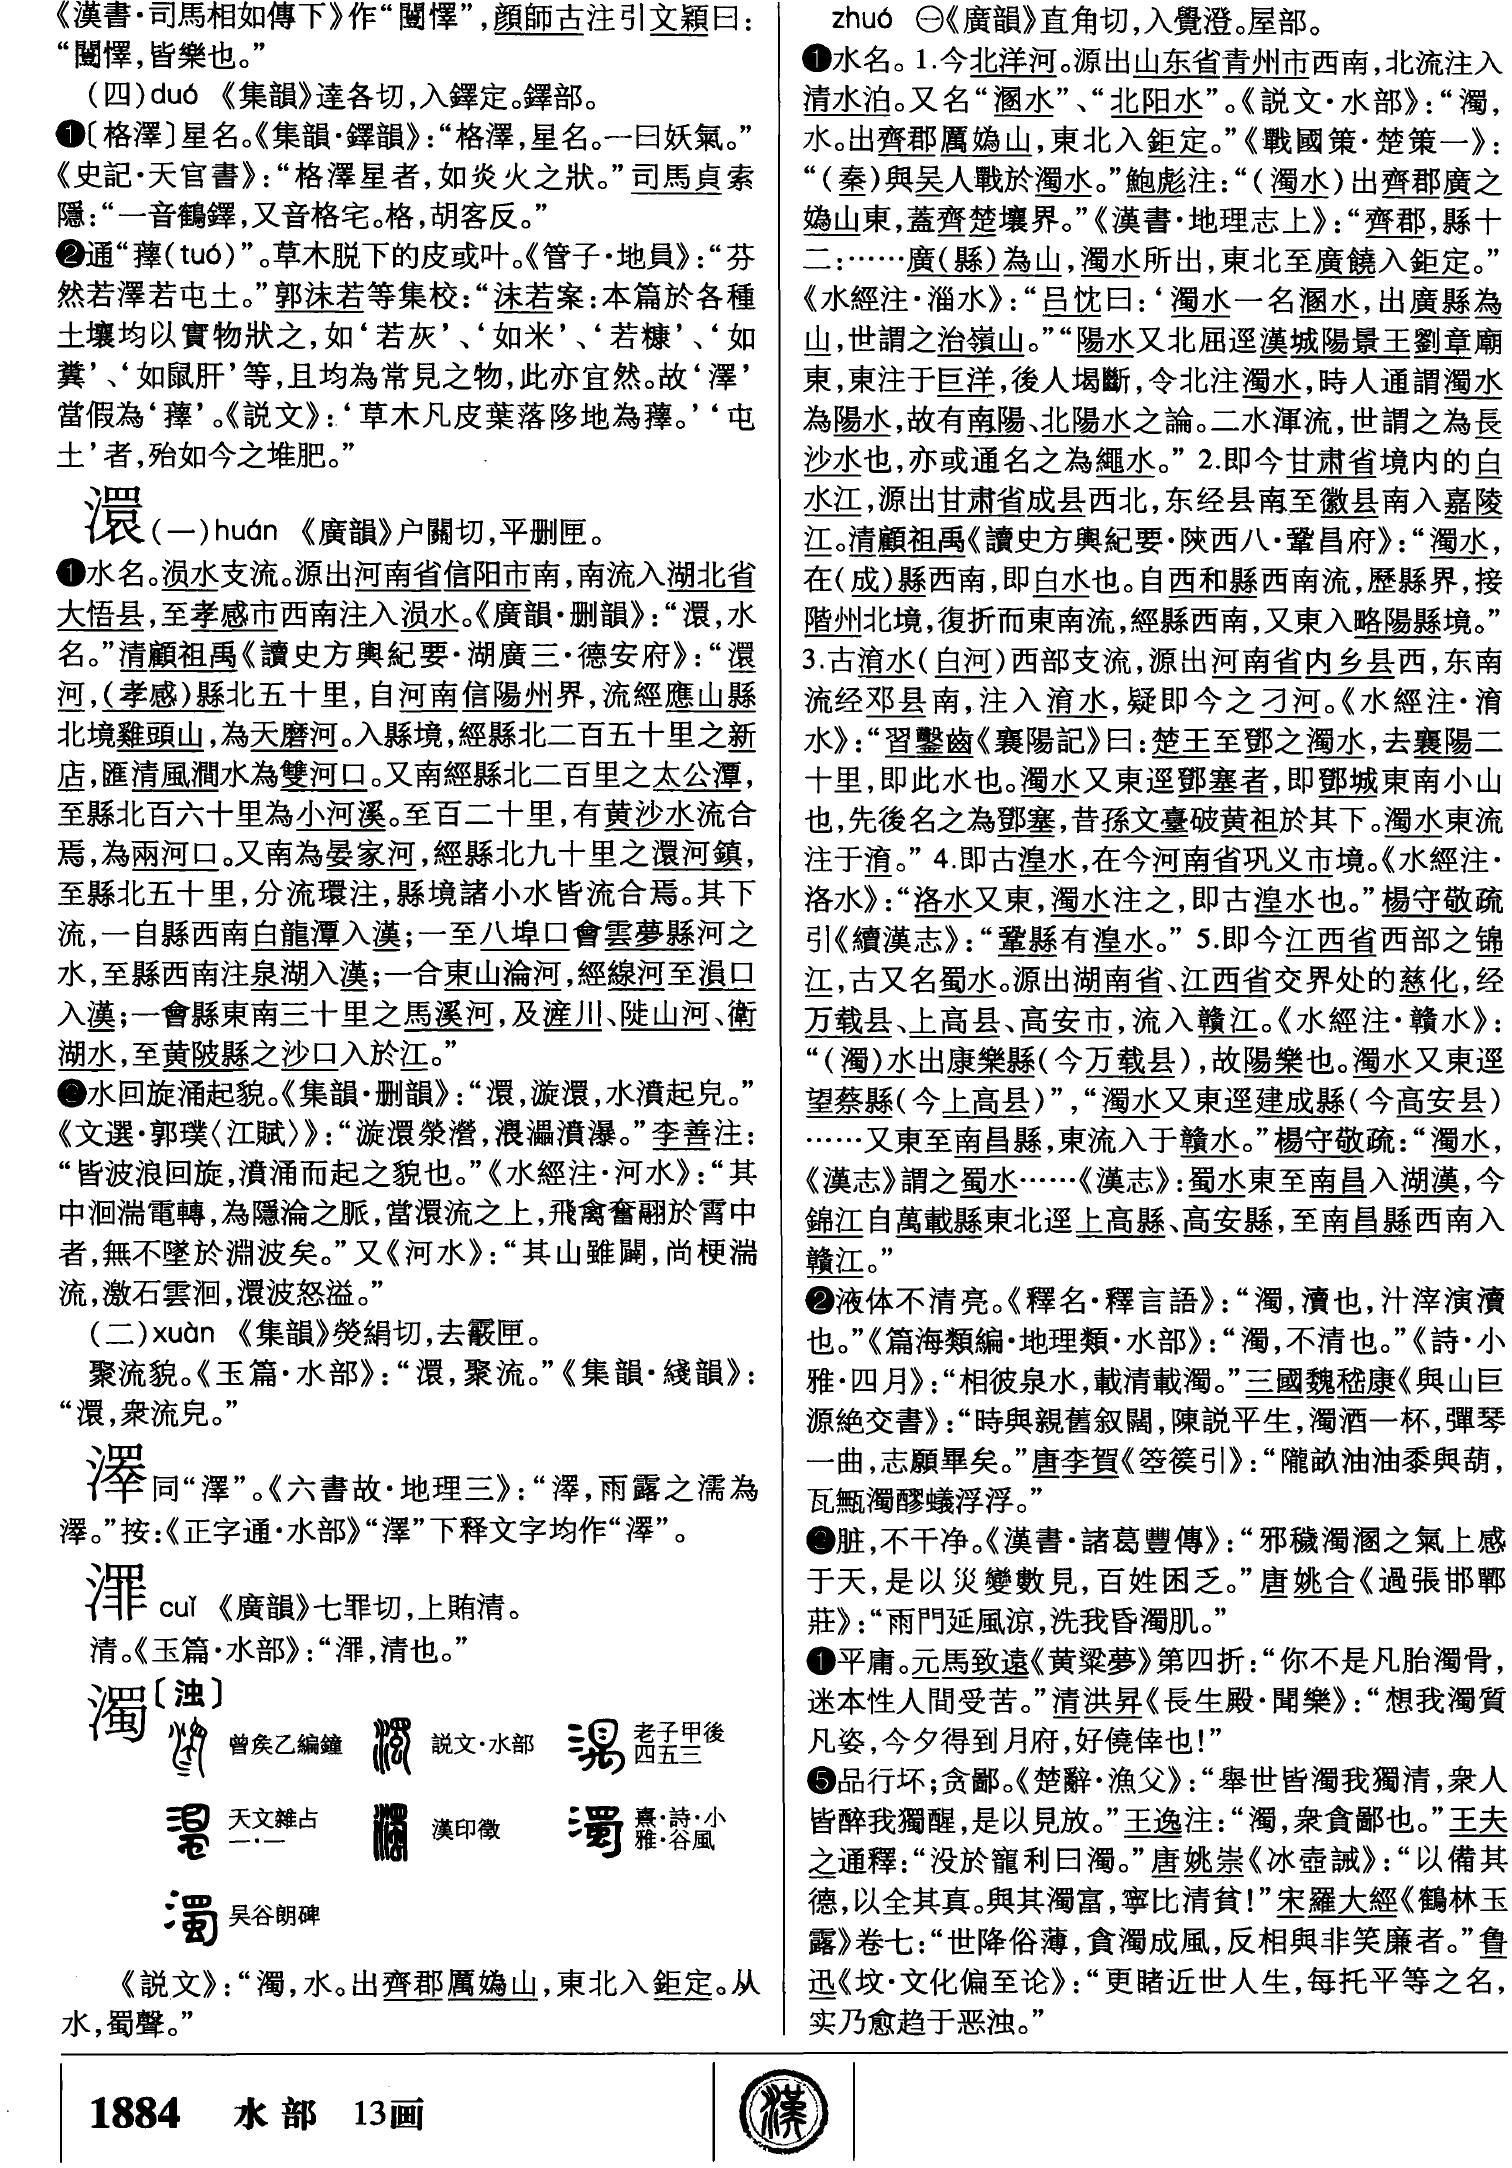 《漢書·司馬相如傳下》作“闓懌”,顔師古注引文穎曰:
“闓懌,皆樂也。”
(四)duó 《集韻》達各切,入鐸定。鐸部。
❶〔格澤〕星名。《集韻·鐸韻》:“格澤,星名。一曰妖氣。”
《史記·天官書》:“格澤星者,如炎火之狀。”司馬貞索
隱:“一音鶴鐸,又音格宅。格,胡客反。”
❷通“蘀(tuó)”。草木脱下的皮或叶。《管子·地員》:“芬
然若澤若屯土。”郭沫若等集校:“沫若案:本篇於各種
土壤均以實物狀之,如‘若灰’、‘如米’、‘若糠’、‘如
糞’、‘如鼠肝’等,且均為常見之物,此亦宜然。故‘澤’
當假為‘蘀’。《説文》:‘草木凡皮葉落陊地為蘀。’‘屯
土’者,殆如今之堆肥。”
澴(一)huán 《廣韻》户關切,平删匣。
❶水名。涢水支流。源出河南省信阳市南,南流入湖北省
大悟县,至孝感市西南注入涢水。《廣韻·删韻》:“澴,水
名。”清顧祖禹《讀史方輿紀要·湖廣三·德安府》:“澴
河,(孝感)縣北五十里,自河南信陽州界,流經應山縣
北境雞頭山,為天磨河。入縣境,經縣北二百五十里之新
店,匯清風澗水為雙河口。又南經縣北二百里之太公潭,
至縣北百六十里為小河溪。至百二十里,有黄沙水流合
焉,為兩河口。又南為晏家河,經縣北九十里之澴河鎮,
至縣北五十里,分流環注,縣境諸小水皆流合焉。其下
流,一自縣西南白龍潭入漢;一至八埠口會雲夢縣河之
水,至縣西南注泉湖入漢;一合東山淪河,經線河至溳口
入漢;一會縣東南三十里之馬溪河,及滻川、陡山河、衛
湖水,至黄陂縣之沙口入於江。”
❷水回旋涌起貌。《集韻·删韻》:“澴,漩澴,水濆起皃。”
《文選·郭璞〈江賦〉》:“漩澴滎瀯,渨㵽濆瀑。”李善注:
“皆波浪回旋,濆涌而起之貌也。”《水經注·河水》:“其
中洄湍電轉,為隱淪之脈,當澴流之上,飛禽奮翮於霄中
者,無不墜於淵波矣。”又《河水》:“其山雖闢,尚梗湍
流,激石雲洄,澴波怒溢。”
(二)xuàn 《集韻》熒絹切,去霰匣。
聚流貌。《玉篇·水部》:“澴,聚流。”《集韻·綫韻》:
“澴,衆流皃。”
同“澤”。《六書故·地理三》:“澤,雨露之濡為
澤。”按:《正字通·水部》“澤”下释文字均作“澤”。
䊫 cuǐ 《廣韻》七罪切,上賄清。
清。《玉篇·水部》:“,清也。”
濁〔浊〕
曾矦乙編鐘 説文·水部 老子甲後四五三
天文雜占一·一 漢印徵 熹·詩·小雅·谷風
吴谷朗碑
《説文》:“濁,水。出齊郡厲嬀山,東北入鉅定。从
水,蜀聲。”
zhuó ㊀《廣韻》直角切,入覺澄。屋部。
❶水名。1.今北洋河。源出山东省青州市西南,北流注入
清水泊。又名“溷水”、“北阳水”。《説文·水部》:“濁,
水。出齊郡厲嬀山,東北入鉅定。”《戰國策·楚策一》:
“(秦)與吴人戰於濁水。”鮑彪注:“(濁水)出齊郡廣之
嬀山東,蓋齊楚壤界。”《漢書·地理志上》:“齊郡,縣十
二:……廣(縣)為山,濁水所出,東北至廣饒入鉅定。”
《水經注·淄水》:“吕忱曰:‘濁水一名溷水,出廣縣為
山,世謂之治嶺山。”“陽水又北屈逕漢城陽景王劉章廟
東,東注于巨洋,後人堨斷,令北注濁水,時人通謂濁水
為陽水,故有南陽、北陽水之論。二水渾流,世謂之為長
沙水也,亦或通名之為繩水。” 2.即今甘肃省境内的白
水江,源出甘肃省成县西北,东经县南至徽县南入嘉陵
江。清顧祖禹《讀史方輿紀要·陝西八·鞏昌府》:“濁水,
在(成)縣西南,即白水也。自西和縣西南流,歷縣界,接
階州北境,復折而東南流,經縣西南,又東入略陽縣境。”
3.古淯水(白河)西部支流,源出河南省内乡县西,东南
流经邓县南,注入淯水,疑即今之刁河。《水經注·淯
水》:“習鑿齒《襄陽記》曰:楚王至鄧之濁水,去襄陽二
十里,即此水也。濁水又東逕鄧塞者,即鄧城東南小山
也,先後名之為鄧塞,昔孫文臺破黄祖於其下。濁水東流
注于淯。” 4.即古湟水,在今河南省巩义市境。《水經注·
洛水》:“洛水又東,濁水注之,即古湟水也。”楊守敬疏
引《續漢志》:“鞏縣有湟水。” 5.即今江西省西部之锦
江,古又名蜀水。源出湖南省、江西省交界处的慈化,经
万载县、上高县、高安市,流入赣江。《水經注·贛水》:
“(濁)水出康樂縣(今万载县),故陽樂也。濁水又東逕
望蔡縣(今上高县)”,“濁水又東逕建成縣(今高安县)
……又東至南昌縣,東流入于贛水。”楊守敬疏:“濁水,
《漢志》謂之蜀水……《漢志》:蜀水東至南昌入湖漢,今
錦江自萬載縣東北逕上高縣、高安縣,至南昌縣西南入
贛江。”
❷液体不清亮。《釋名·釋言語》:“濁,瀆也,汁滓演瀆
也。”《篇海類編·地理類·水部》:“濁,不清也。”《詩·小
雅·四月》:“相彼泉水,載清載濁。”三國魏嵇康《與山巨
源絶交書》:“時與親舊叙闊,陳説平生,濁酒一杯,彈琴
一曲,志願畢矣。”唐李賀《箜篌引》:“隴畝油油黍與葫,
瓦甒濁醪蟻浮浮。”
❸脏,不干净。《漢書·諸葛豐傳》:“邪穢濁溷之氣上感
于天,是以災變數見,百姓困乏。”唐姚合《過張邯鄲
莊》:“雨門延風涼,洗我昏濁肌。”
❶平庸。元馬致遠《黄粱夢》第四折:“你不是凡胎濁骨,
迷本性人間受苦。”清洪昇《長生殿·聞樂》:“想我濁質
凡姿,今夕得到月府,好僥倖也!”
❺品行坏;贪鄙。《楚辭·漁父》:“舉世皆濁我獨清,衆人
皆醉我獨醒,是以見放。”王逸注:“濁,衆貪鄙也。”王夫
之通釋:“没於寵利曰濁。”唐姚崇《冰壺誡》:“以備其
德,以全其真。與其濁富,寧比清貧!”宋羅大經《鶴林玉
露》卷七:“世降俗薄,貪濁成風,反相與非笑廉者。”鲁
迅《坟·文化偏至论》:“更睹近世人生,每托平等之名,
实乃愈趋于恶浊。”
1884 水部 13画
漢